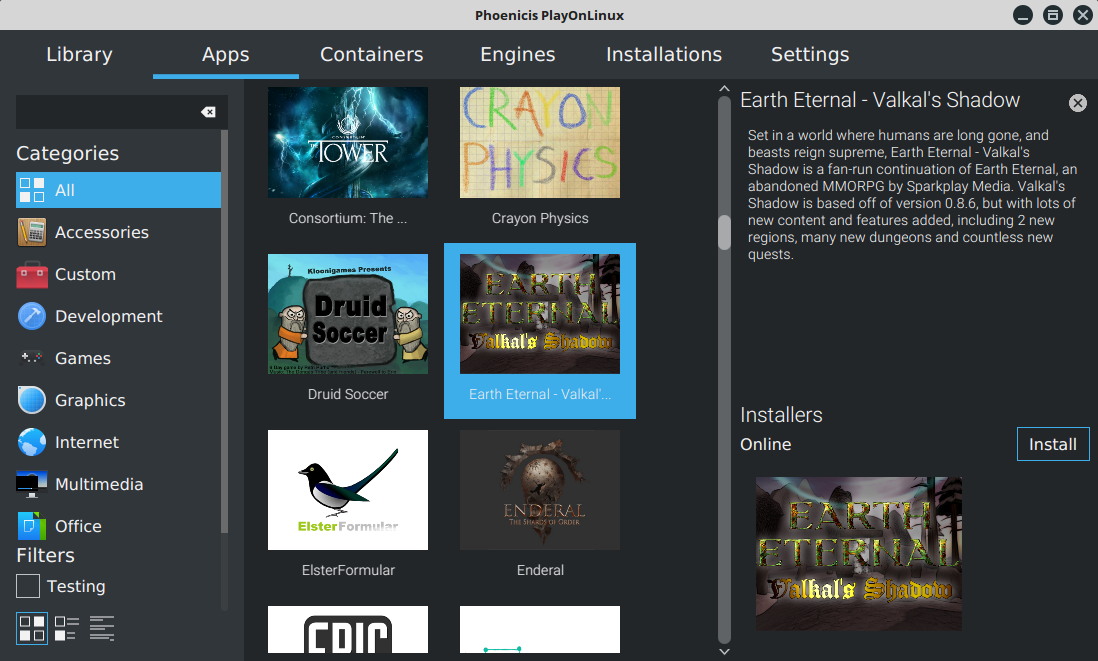 Phoenicis PlayOnLinux
Library
Apps
Containers
Engines
Installations
Settings
Categories
All
Accessories
Custom
Development
Games
Graphics
Internet
Multimedia
Office
Filters
Testing
THE TOWER
Consortium: The ...
CRAYON
PHYSICS
Crayon Physics
Kloonigames Presents
Druid
Soccer
Druid Soccer
EARTH
ETERNAL
Valkal's Shadow
Earth Eternal - Valkal'...
ElsterFormular
ElsterFormular
ENDERAL
THE SHARDS OF ORDER
Enderal
EPIC
Earth Eternal - Valkal's Shadow
Set in a world where humans are long gone, and
beasts reign supreme, Earth Eternal - Valkal's
Shadow is a fan-run continuation of Earth Eternal, an
abandoned MMORPG by Sparkplay Media. Valkal's
Shadow is based off of version 0.8.6, but with lots of
new content and features added, including 2 new
regions, many new dungeons and countless new
quests.
Installers
Online
Install
EARTH
ETERNAL
Valkal's Shadow